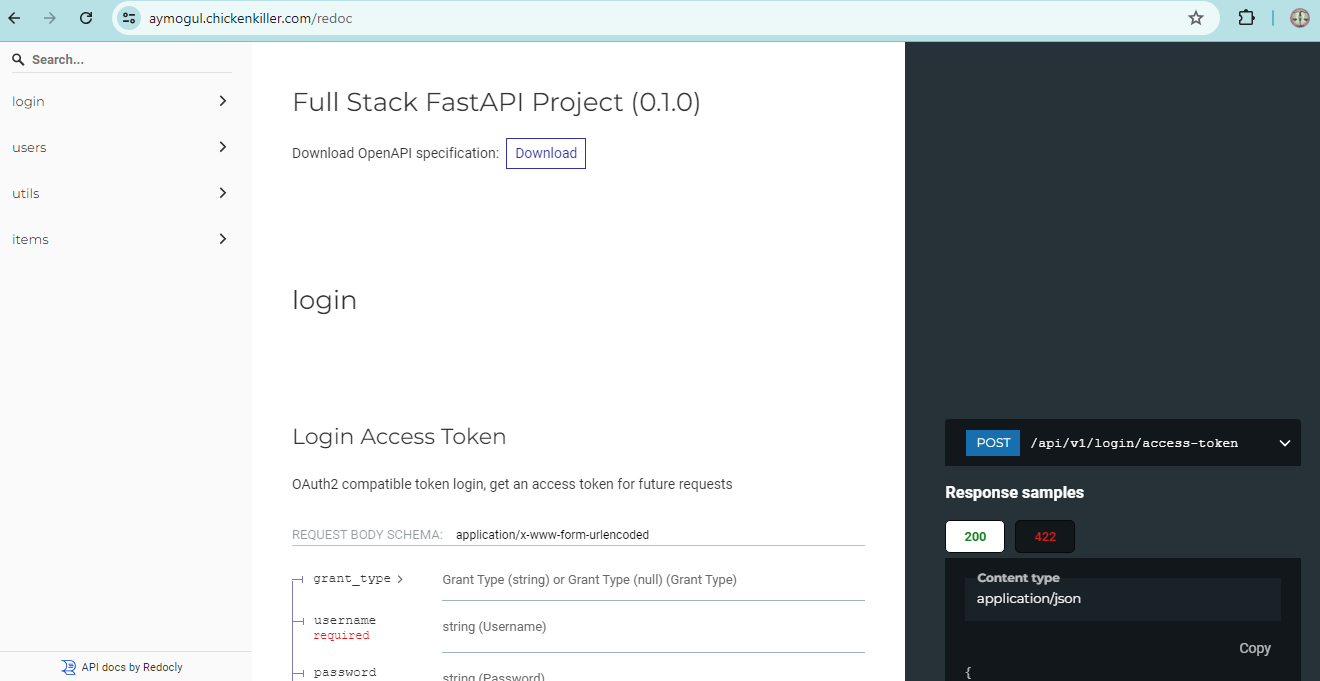 aymogul.chickenkiller.com/redoc
Search...
login
users
utils
items
API docs by Redocly
Full Stack FastAPI Project (0.1.0)
Download OpenAPI specification: Download
login
Login Access Token
OAuth2 compatible token login, get an access token for future requests
REQUEST BODY SCHEMA: application/x-www-form-urlencoded
grant_type Grant Type (string) or Grant Type (null) (Grant Type)
username
required
string (Username)
password
string (Password)
POST /api/v1/login/access-token
Response samples
200 422
Content type
application/json
Copy
{